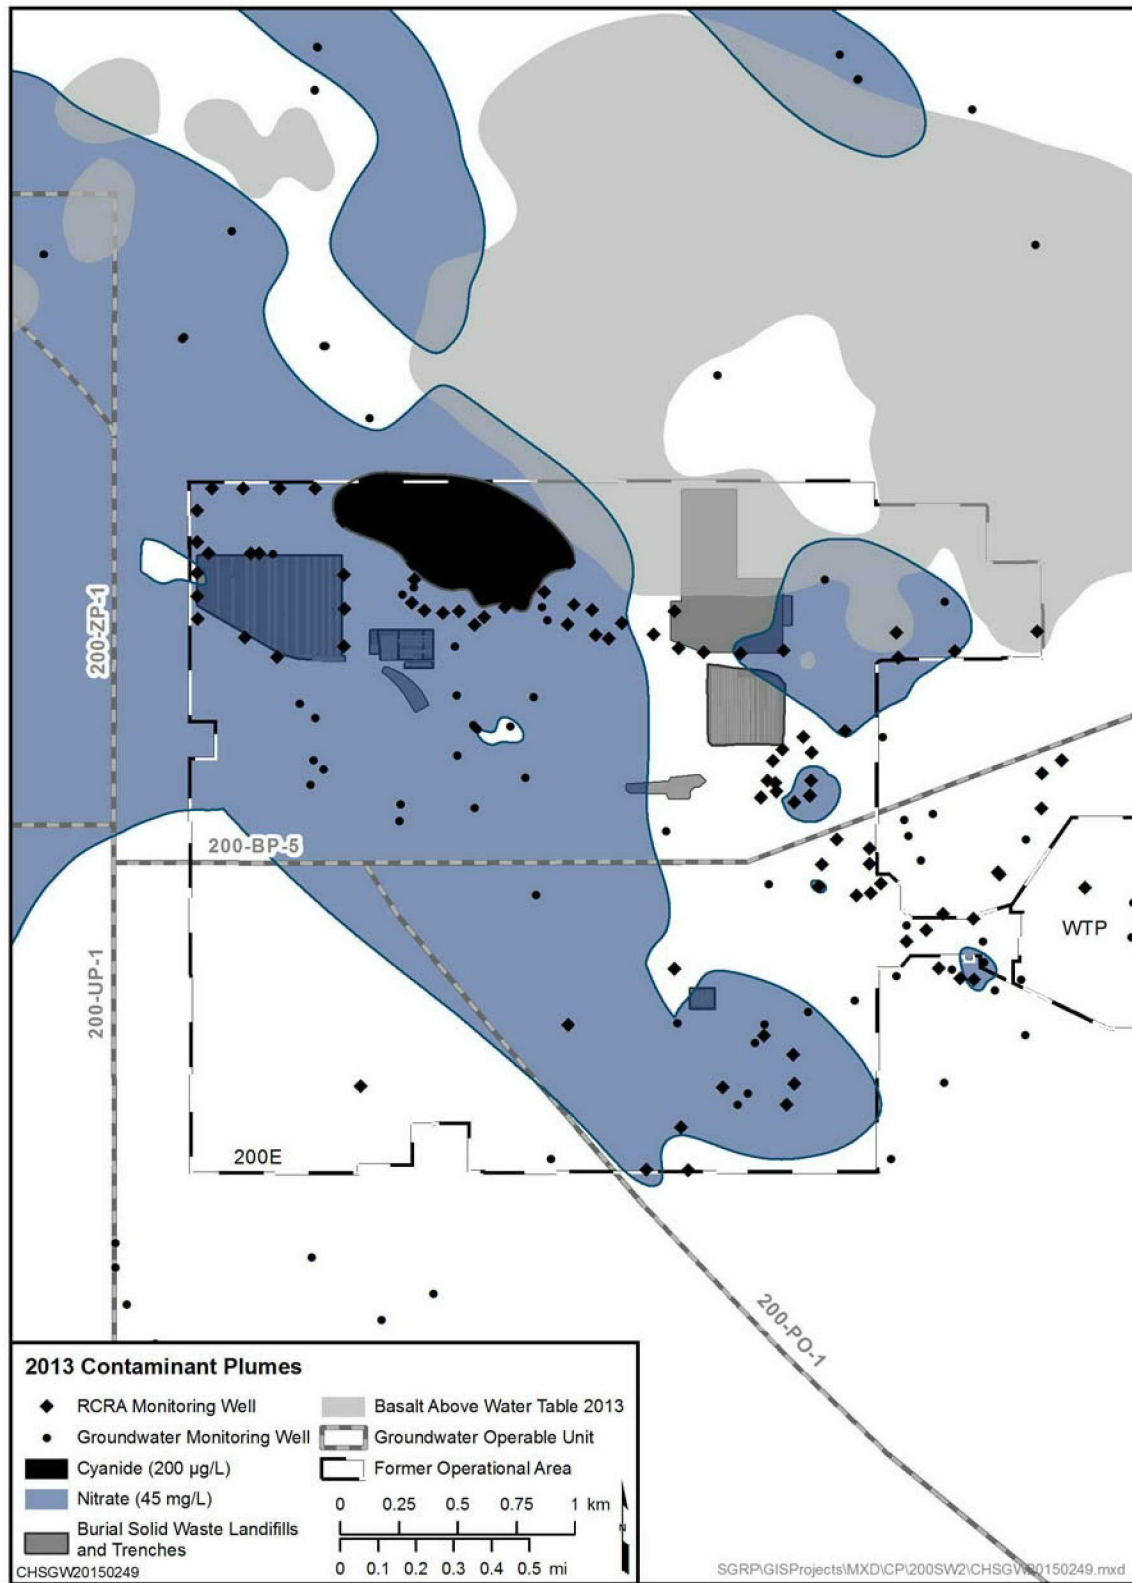 200-ZP-1
200-BP-5
WTP
200-UP-1
200E
200-PO-1
2013 Contaminant Plumes
RCRA Monitoring Well
Groundwater Monitoring Well
Cyanide (200 µg/L)
Nitrate (45 mg/L)
Burial Solid Waste Landfills
and Trenches
Basalt Above Water Table 2013
Groundwater Operable Unit
Former Operational Area
0 0.25 0.5 0.75 1 km
0 0.1 0.2 0.3 0.4 0.5 mi
N
CHSGW20150249
SGRP\GISProjects\MXD\CP\200SW2\CHSGW20150249.mxd